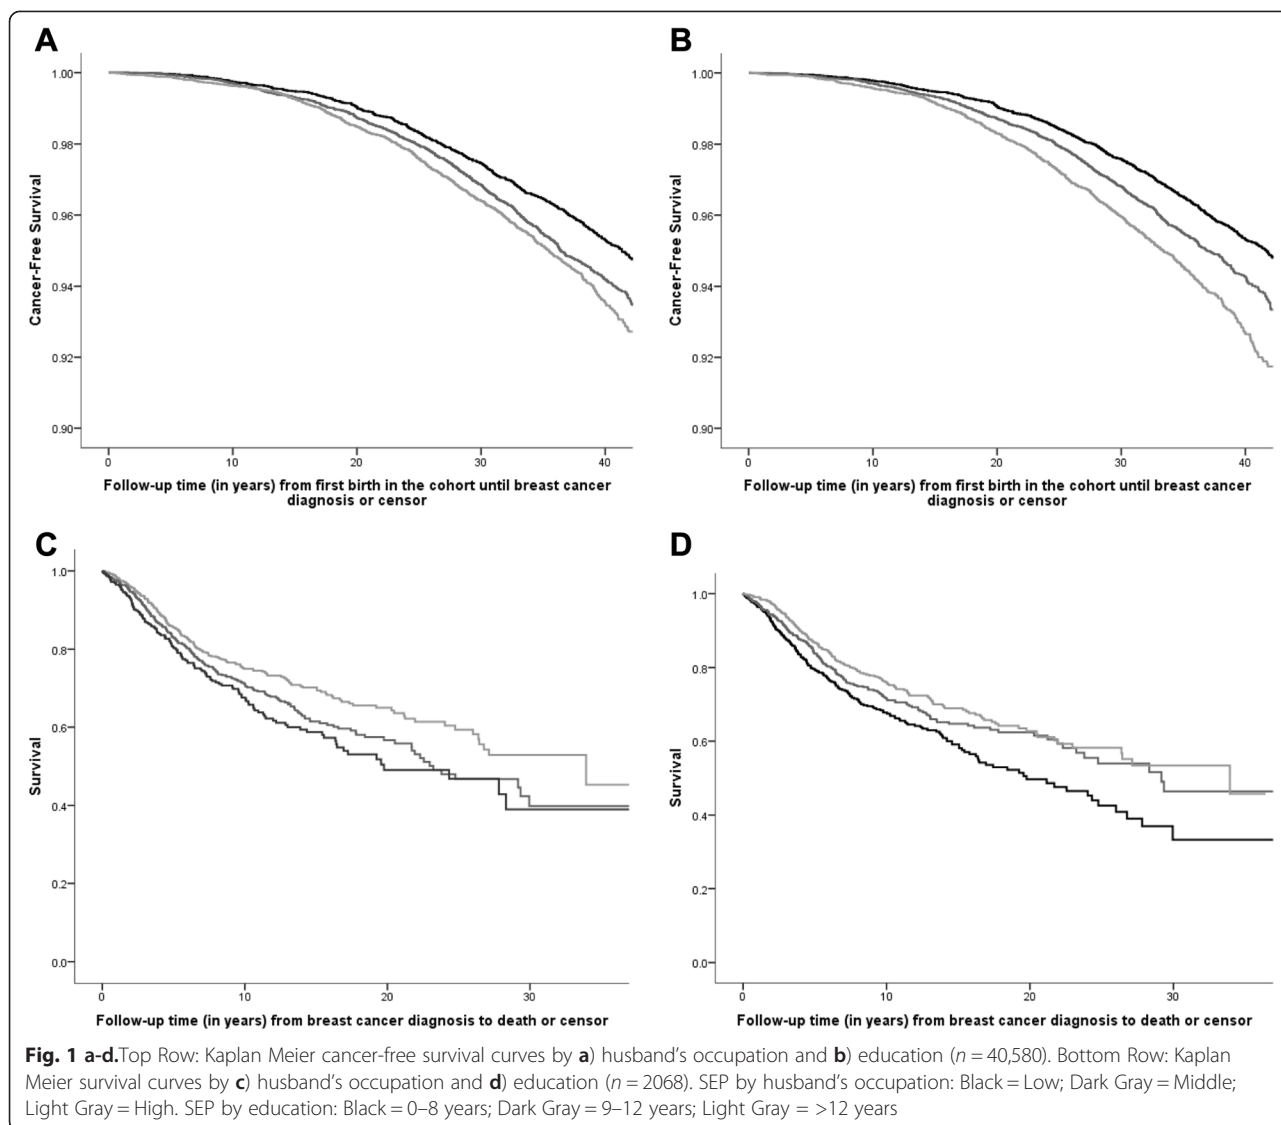 A
1.00
0.98
0.96
0.94
0.92
0.90
Cancer-Free Survival
0 10 20 30 40
Follow-up time (in years) from first birth in the cohort until breast cancer
diagnosis or censor
B
1.00
0.98
0.96
0.94
0.92
0.90
Cancer-Free Survival
0 10 20 30 40
Follow-up time (in years) from first birth in the cohort until breast cancer
diagnosis or censor
C
1.0
0.8
0.6
0.4
0.2
0.0
Survival
0 10 20 30
Follow-up time (in years) from breast cancer diagnosis to death or censor
D
1.0
0.8
0.6
0.4
0.2
0.0
Survival
0 10 20 30
Follow-up time (in years) from breast cancer diagnosis to death or censor
Fig. 1 a-d.Top Row: Kaplan Meier cancer-free survival curves by a) husband's occupation and b) education (n = 40,580). Bottom Row: Kaplan
Meier survival curves by c) husband's occupation and d) education (n = 2068). SEP by husband's occupation: Black = Low; Dark Gray = Middle;
Light Gray = High. SEP by education: Black = 0–8 years; Dark Gray = 9–12 years; Light Gray = >12 years